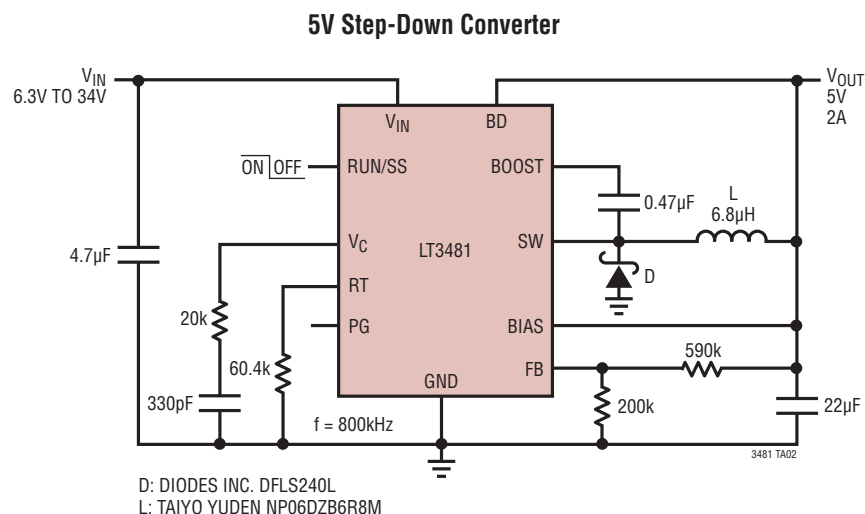 5V Step-Down Converter
VIN
6.3V TO 34V
VOUT
5V
2A
VIN
BD
ON OFF
RUN/SS
BOOST
0.47µF
L
6.8µH
4.7µF
VC
LT3481
SW
D
RT
20k
PG
BIAS
60.4k
590k
FB
330pF
GND
200k
22µF
f = 800kHz
3481 TA02
D: DIODES INC. DFLS240L
L: TAIYO YUDEN NP06DZB6R8M